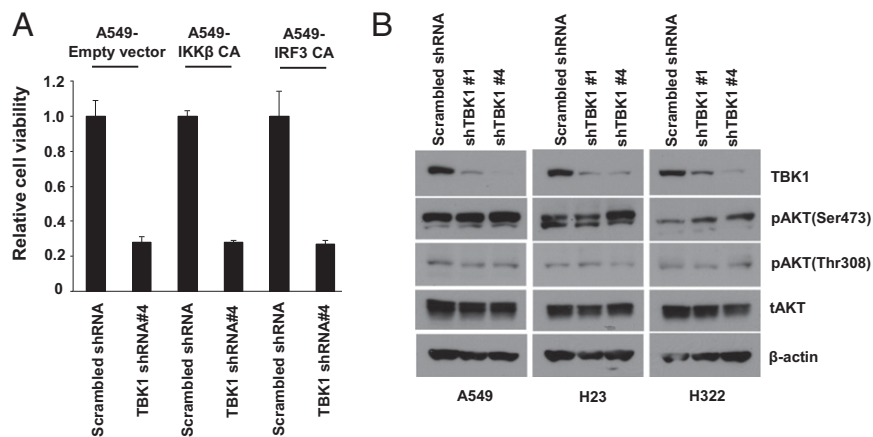 A
A549-
Empty vector
A549-
IKKβ CA
A549-
IRF3 CA
Relative cell viability
1.2
1.0
0.8
0.6
0.4
0.2
0
Scrambled shRNA
TBK1 shRNA#4
Scrambled shRNA
TBK1 shRNA#4
Scrambled shRNA
TBK1 shRNA#4
B
Scrambled shRNA
shTBK1 #1
shTBK1 #4
Scrambled shRNA
shTBK1 #1
shTBK1 #4
Scrambled shRNA
shTBK1 #1
shTBK1 #4
TBK1
pAKT(Ser473)
pAKT(Thr308)
tAKT
β-actin
A549
H23
H322